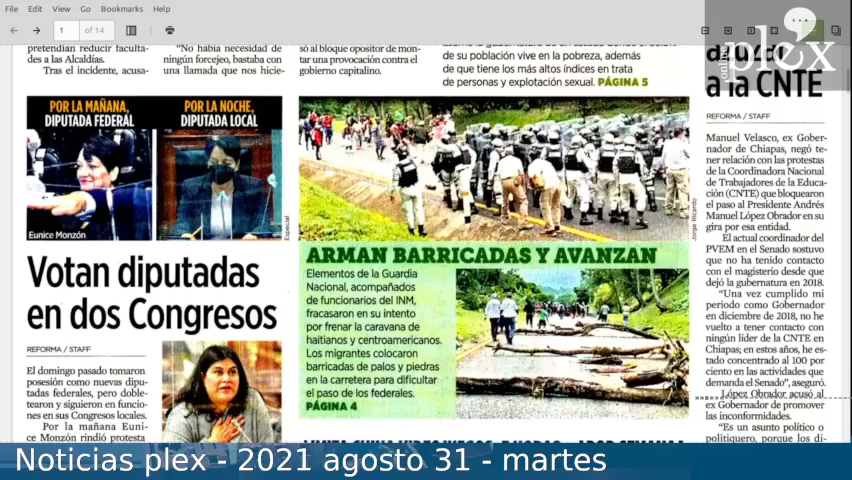 File Edit View Go Bookmarks Help
1 of 14
online
plex
pretendían reducir faculta-
des a las Alcaldías.
Tras el incidente, acusa-
"No había necesidad de
ningún forcejeo, bastaba con
una llamada que nos hicie-
só al bloque opositor de mon-
tar una provocación contra el
gobierno capitalino.
de su población vive en la pobreza, además
de que tiene los más altos índices en trata
de personas y explotación sexual. PÁGINA 5
a la CNTE
REFORMA / STAFF
Manuel Velasco, ex Gober-
nador de Chiapas, negó te-
ner relación con las protestas
de la Coordinadora Nacional
de Trabajadores de la Educa-
ción (CNTE) que bloquearon
el paso al Presidente Andrés
Manuel López Obrador en su
gira por esa entidad.
El actual coordinador del
PVEM en el Senado sostuvo
que no ha tenido contacto
con el magisterio desde que
dejó la gubernatura en 2018.
"Una vez cumplido mi
periodo como Gobernador
en diciembre de 2018, no he
vuelto a tener contacto con
ningún líder de la CNTE en
Chiapas; en estos años, he es-
tado concentrado al 100 por
ciento en las actividades que
demanda el Senado", aseguró.
López Obrador acusó al
ex Gobernador de promover
las inconformidades.
"Es un asunto político o
politiquero, porque los di-
POR LA MAÑANA,
DIPUTADA FEDERAL
POR LA NOCHE,
DIPUTADA LOCAL
Eunice Monzón
Especial
Votan diputadas
en dos Congresos
REFORMA / STAFF
El domingo pasado tomaron
posesión como nuevas dipu-
tadas federales, pero doble-
tearon y siguieron en funcio-
nes en sus Congresos locales.
Por la mañana Euni-
ce Monzón rindió protesta
Jorge Ricardo
ARMAN BARRICADAS Y AVANZAN
Elementos de la Guardia
Nacional, acompañados
de funcionarios del INM,
fracasaron en su intento
por frenar la caravana de
haitianos y centroamericanos.
Los migrantes colocaron
barricadas de palos y piedras
en la carretera para dificultar
el paso de los federales.
PÁGINA 4
Noticias plex - 2021 agosto 31 - martes